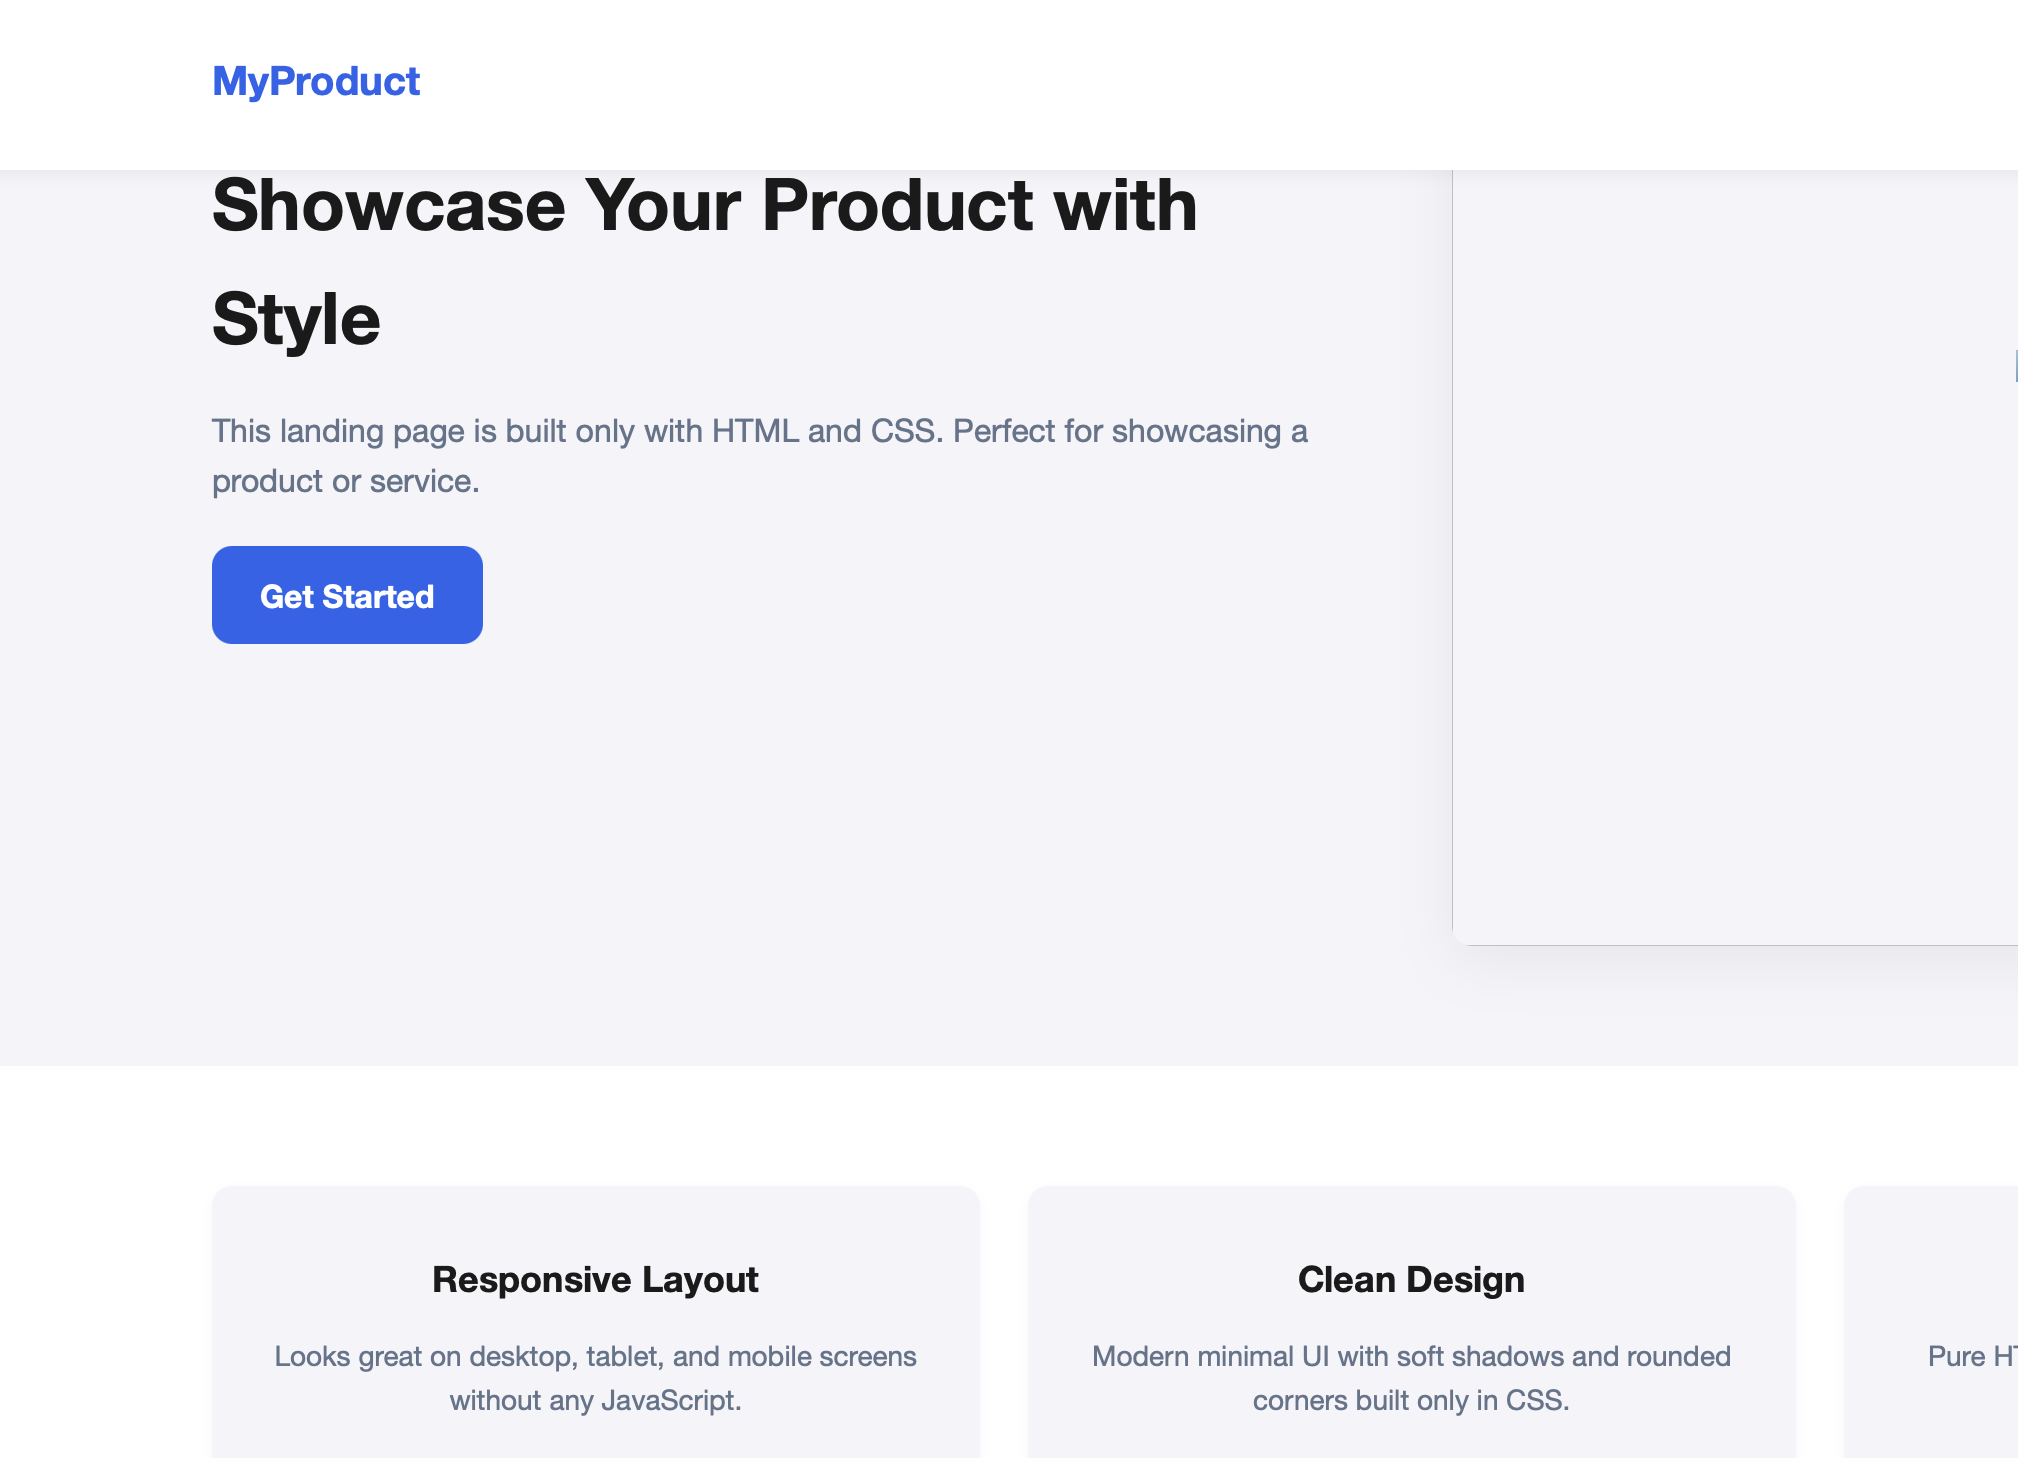 MyProduct
Showcase Your Product with
Style
This landing page is built only with HTML and CSS. Perfect for showcasing a
product or service.
Get Started
Responsive Layout
Looks great on desktop, tablet, and mobile screens
without any JavaScript.
Clean Design
Modern minimal UI with soft shadows and rounded
corners built only in CSS.
Pure